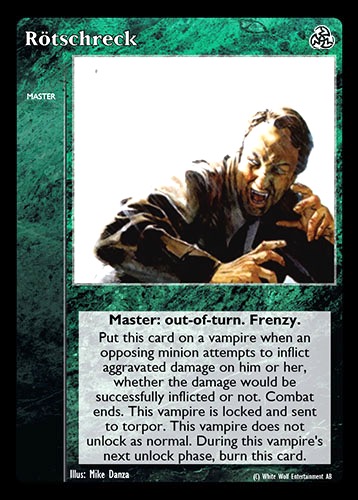 Rötschreck
MASTER
Master: out-of-turn. Frenzy.
Put this card on a vampire when an
opposing minion attempts to inflict
aggravated damage on him or her,
whether the damage would be
successfully inflicted or not. Combat
ends. This vampire is locked and sent
to torpor. This vampire does not
unlock as normal. During this vampire's
next unlock phase, burn this card.
Illus: Mike Danza
(C) White Wolf Entertainment AB